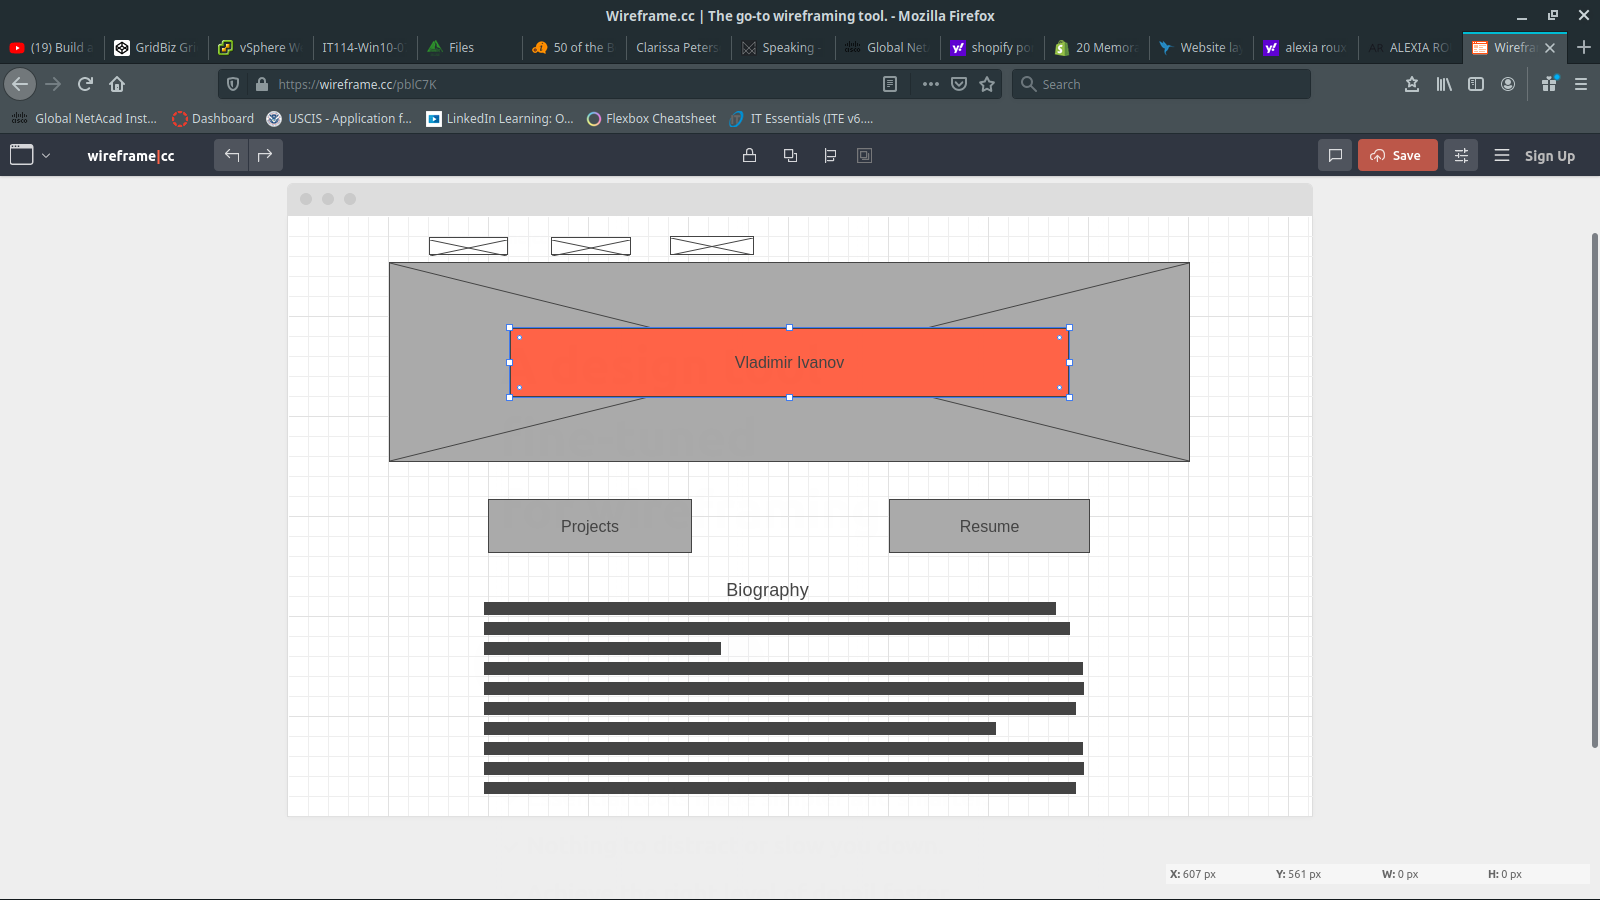 Wireframe.cc | The go-to wireframing tool. - Mozilla Firefox
(19) Build a
GridBiz Gri
vSphere W
IT114-Win10-0
Files
50 of the B
Clarissa Peters
Speaking -
Global Net
shopify po
20 Memora
Website la
alexia roux
ALEXIA RO
Wirefra
https://wireframe.cc/pblC7K
Search
Global NetAcad Inst...
Dashboard
USCIS - Application f...
LinkedIn Learning: O...
Flexbox Cheatsheet
IT Essentials (ITE v6....
wireframe|cc
Save
Sign Up
Vladimir Ivanov
Projects
Resume
Biography
X: 607 px
Y: 561 px
W: 0 px
H: 0 px